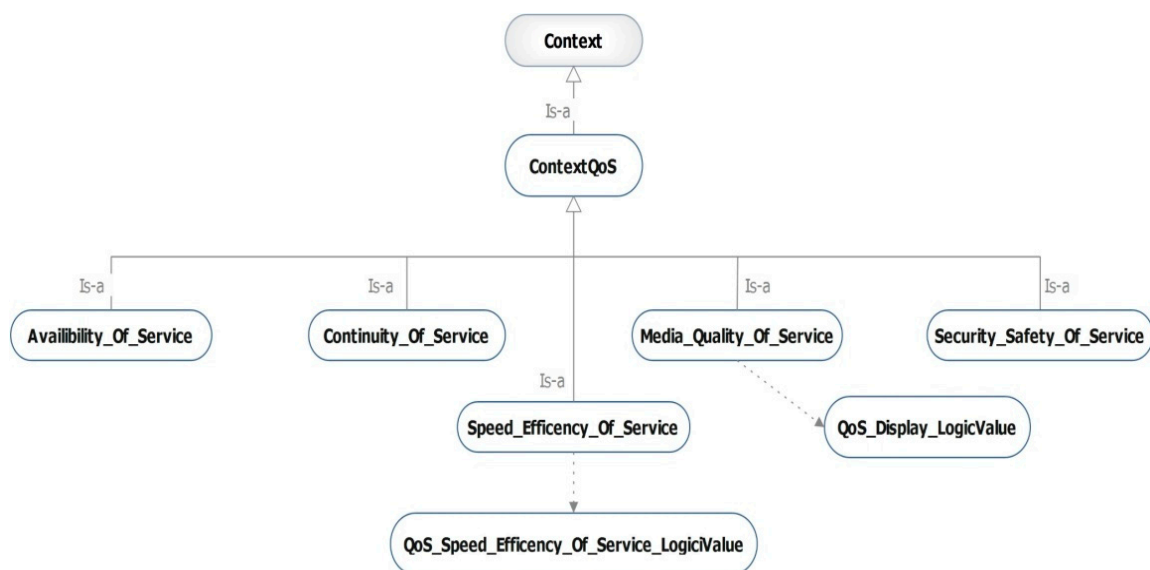 Context
Is-a
ContextQoS
Is-a
Is-a
Is-a
Is-a
Availibility_Of_Service
Continuity_Of_Service
Media_Quality_Of_Service
Security_Safety_Of_Service
Is-a
Speed_Efficency_Of_Service
QoS_Display_LogicValue
QoS_Speed_Efficency_Of_Service_LogiciValue